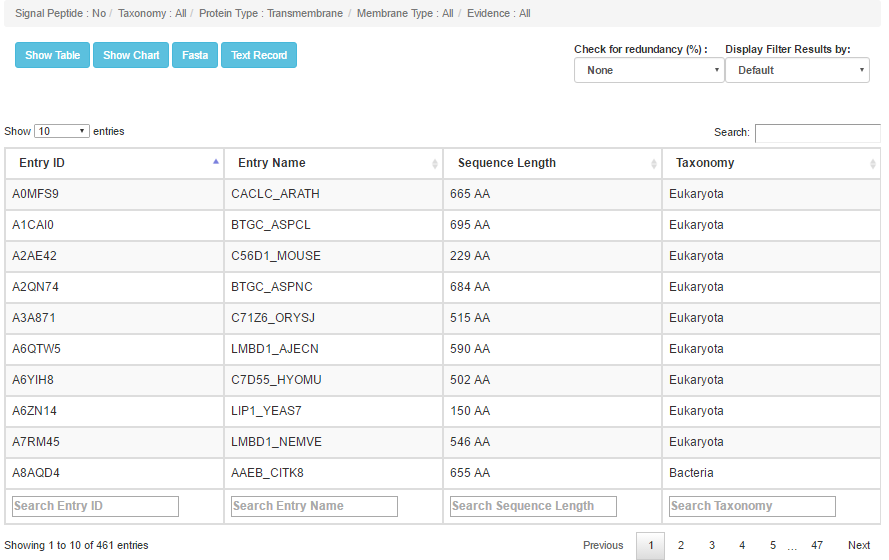 Signal Peptide : No / Taxonomy : All / Protein Type : Transmembrane / Membrane Type : All / Evidence : All
Show Table Show Chart Fasta Text Record
Check for redundancy (%) : Display Filter Results by:
None Default
Show 10 entries Search:
Entry ID Entry Name Sequence Length Taxonomy
A0MFS9 CACLC_ARATH 665 AA Eukaryota
A1CAI0 BTGC_ASPCL 695 AA Eukaryota
A2AE42 C56D1_MOUSE 229 AA Eukaryota
A2QN74 BTGC_ASPNC 684 AA Eukaryota
A3A871 C71Z6_ORYSJ 515 AA Eukaryota
A6QTW5 LMBD1_AJECN 590 AA Eukaryota
A6YIH8 C7D55_HYOMU 502 AA Eukaryota
A6ZN14 LIP1_YEAS7 150 AA Eukaryota
A7RM45 LMBD1_NEMVE 546 AA Eukaryota
A8AQD4 AAEB_CITK8 655 AA Bacteria
Search Entry ID Search Entry Name Search Sequence Length Search Taxonomy
Showing 1 to 10 of 461 entries Previous 1 2 3 4 5 ... 47 Next